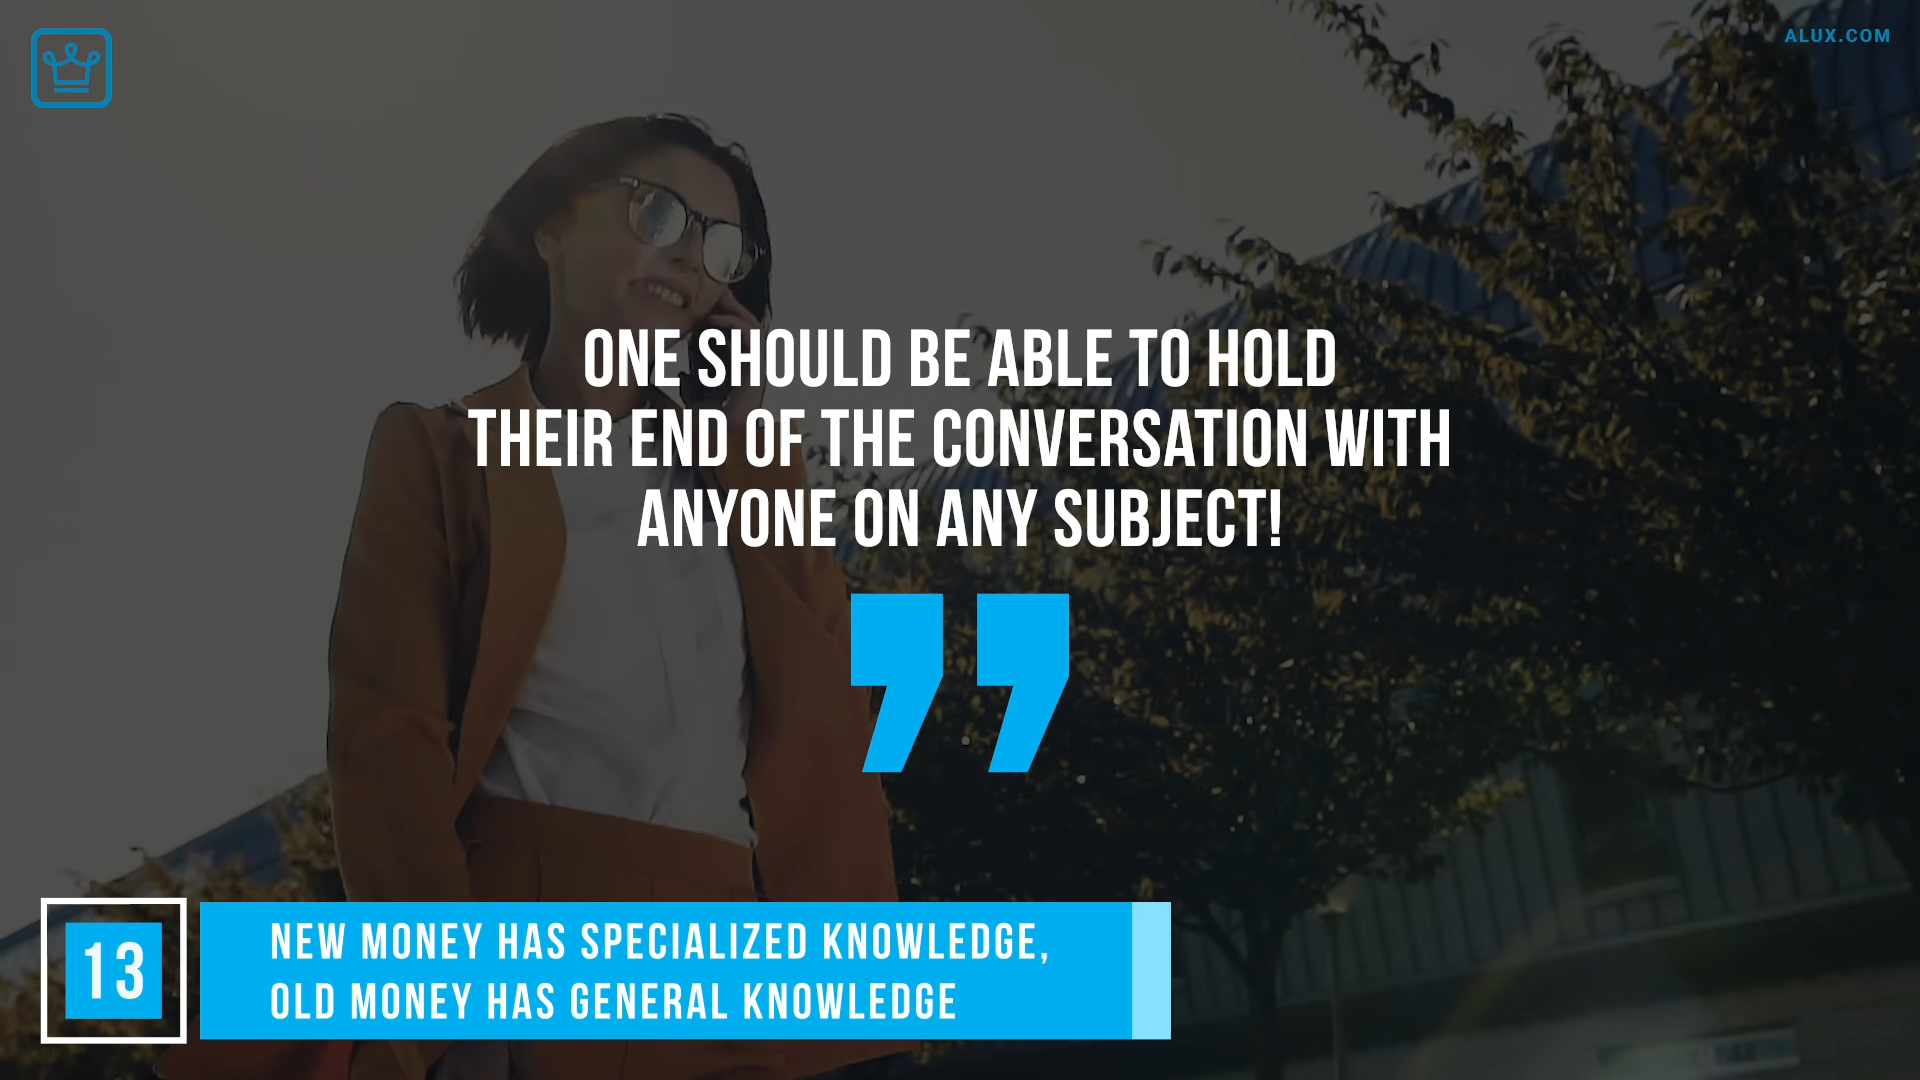 ALUX.COM
ONE SHOULD BE ABLE TO HOLD
THEIR END OF THE CONVERSATION WITH
ANYONE ON ANY SUBJECT!
”
13
NEW MONEY HAS SPECIALIZED KNOWLEDGE,
OLD MONEY HAS GENERAL KNOWLEDGE